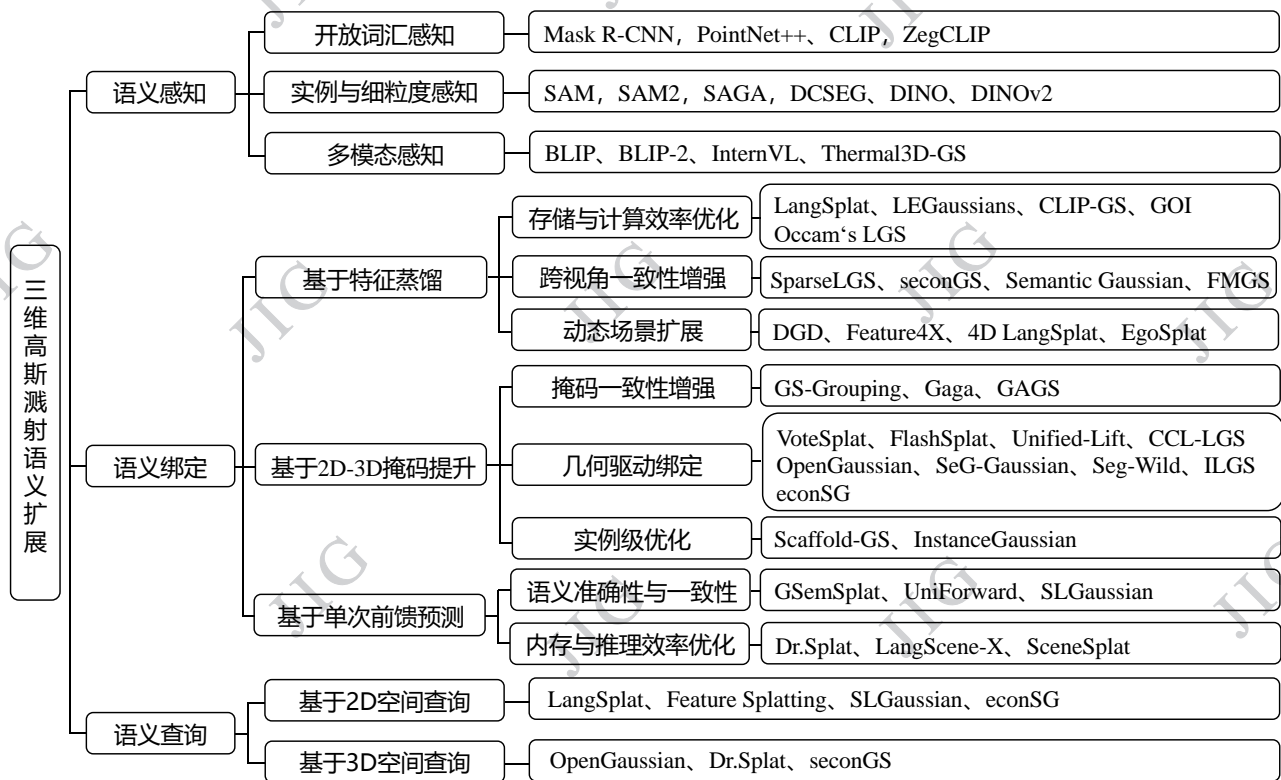 三维高斯溅射语义扩展
语义感知
开放词汇感知
Mask R-CNN，PointNet++、CLIP，ZegCLIP
实例与细粒度感知
SAM，SAM2，SAGA，DCSEG、DINO、DINOv2
多模态感知
BLIP、BLIP-2、InternVL、Thermal3D-GS
语义绑定
基于特征蒸馏
存储与计算效率优化
LangSplat、LEGaussians、CLIP-GS、GOI
Occam‘s LGS
跨视角一致性增强
SparseLGS、seconGS、Semantic Gaussian、FMGS
动态场景扩展
DGD、Feature4X、4D LangSplat、EgoSplat
基于2D-3D掩码提升
掩码一致性增强
GS-Grouping、Gaga、GAGS
几何驱动绑定
VoteSplat、FlashSplat、Unified-Lift、CCL-LGS
OpenGaussian、SeG-Gaussian、Seg-Wild、ILGS
econSG
实例级优化
Scaffold-GS、InstanceGaussian
基于单次前馈预测
语义准确性与一致性
GSemSplat、UniForward、SLGaussian
内存与推理效率优化
Dr.Splat、LangScene-X、SceneSplat
语义查询
基于2D空间查询
LangSplat、Feature Splatting、SLGaussian、econSG
基于3D空间查询
OpenGaussian、Dr.Splat、seconGS
JIG
JIG
JIG
JIG
JIG
JIG
JIG
JIG
JIG
JIG
JIG